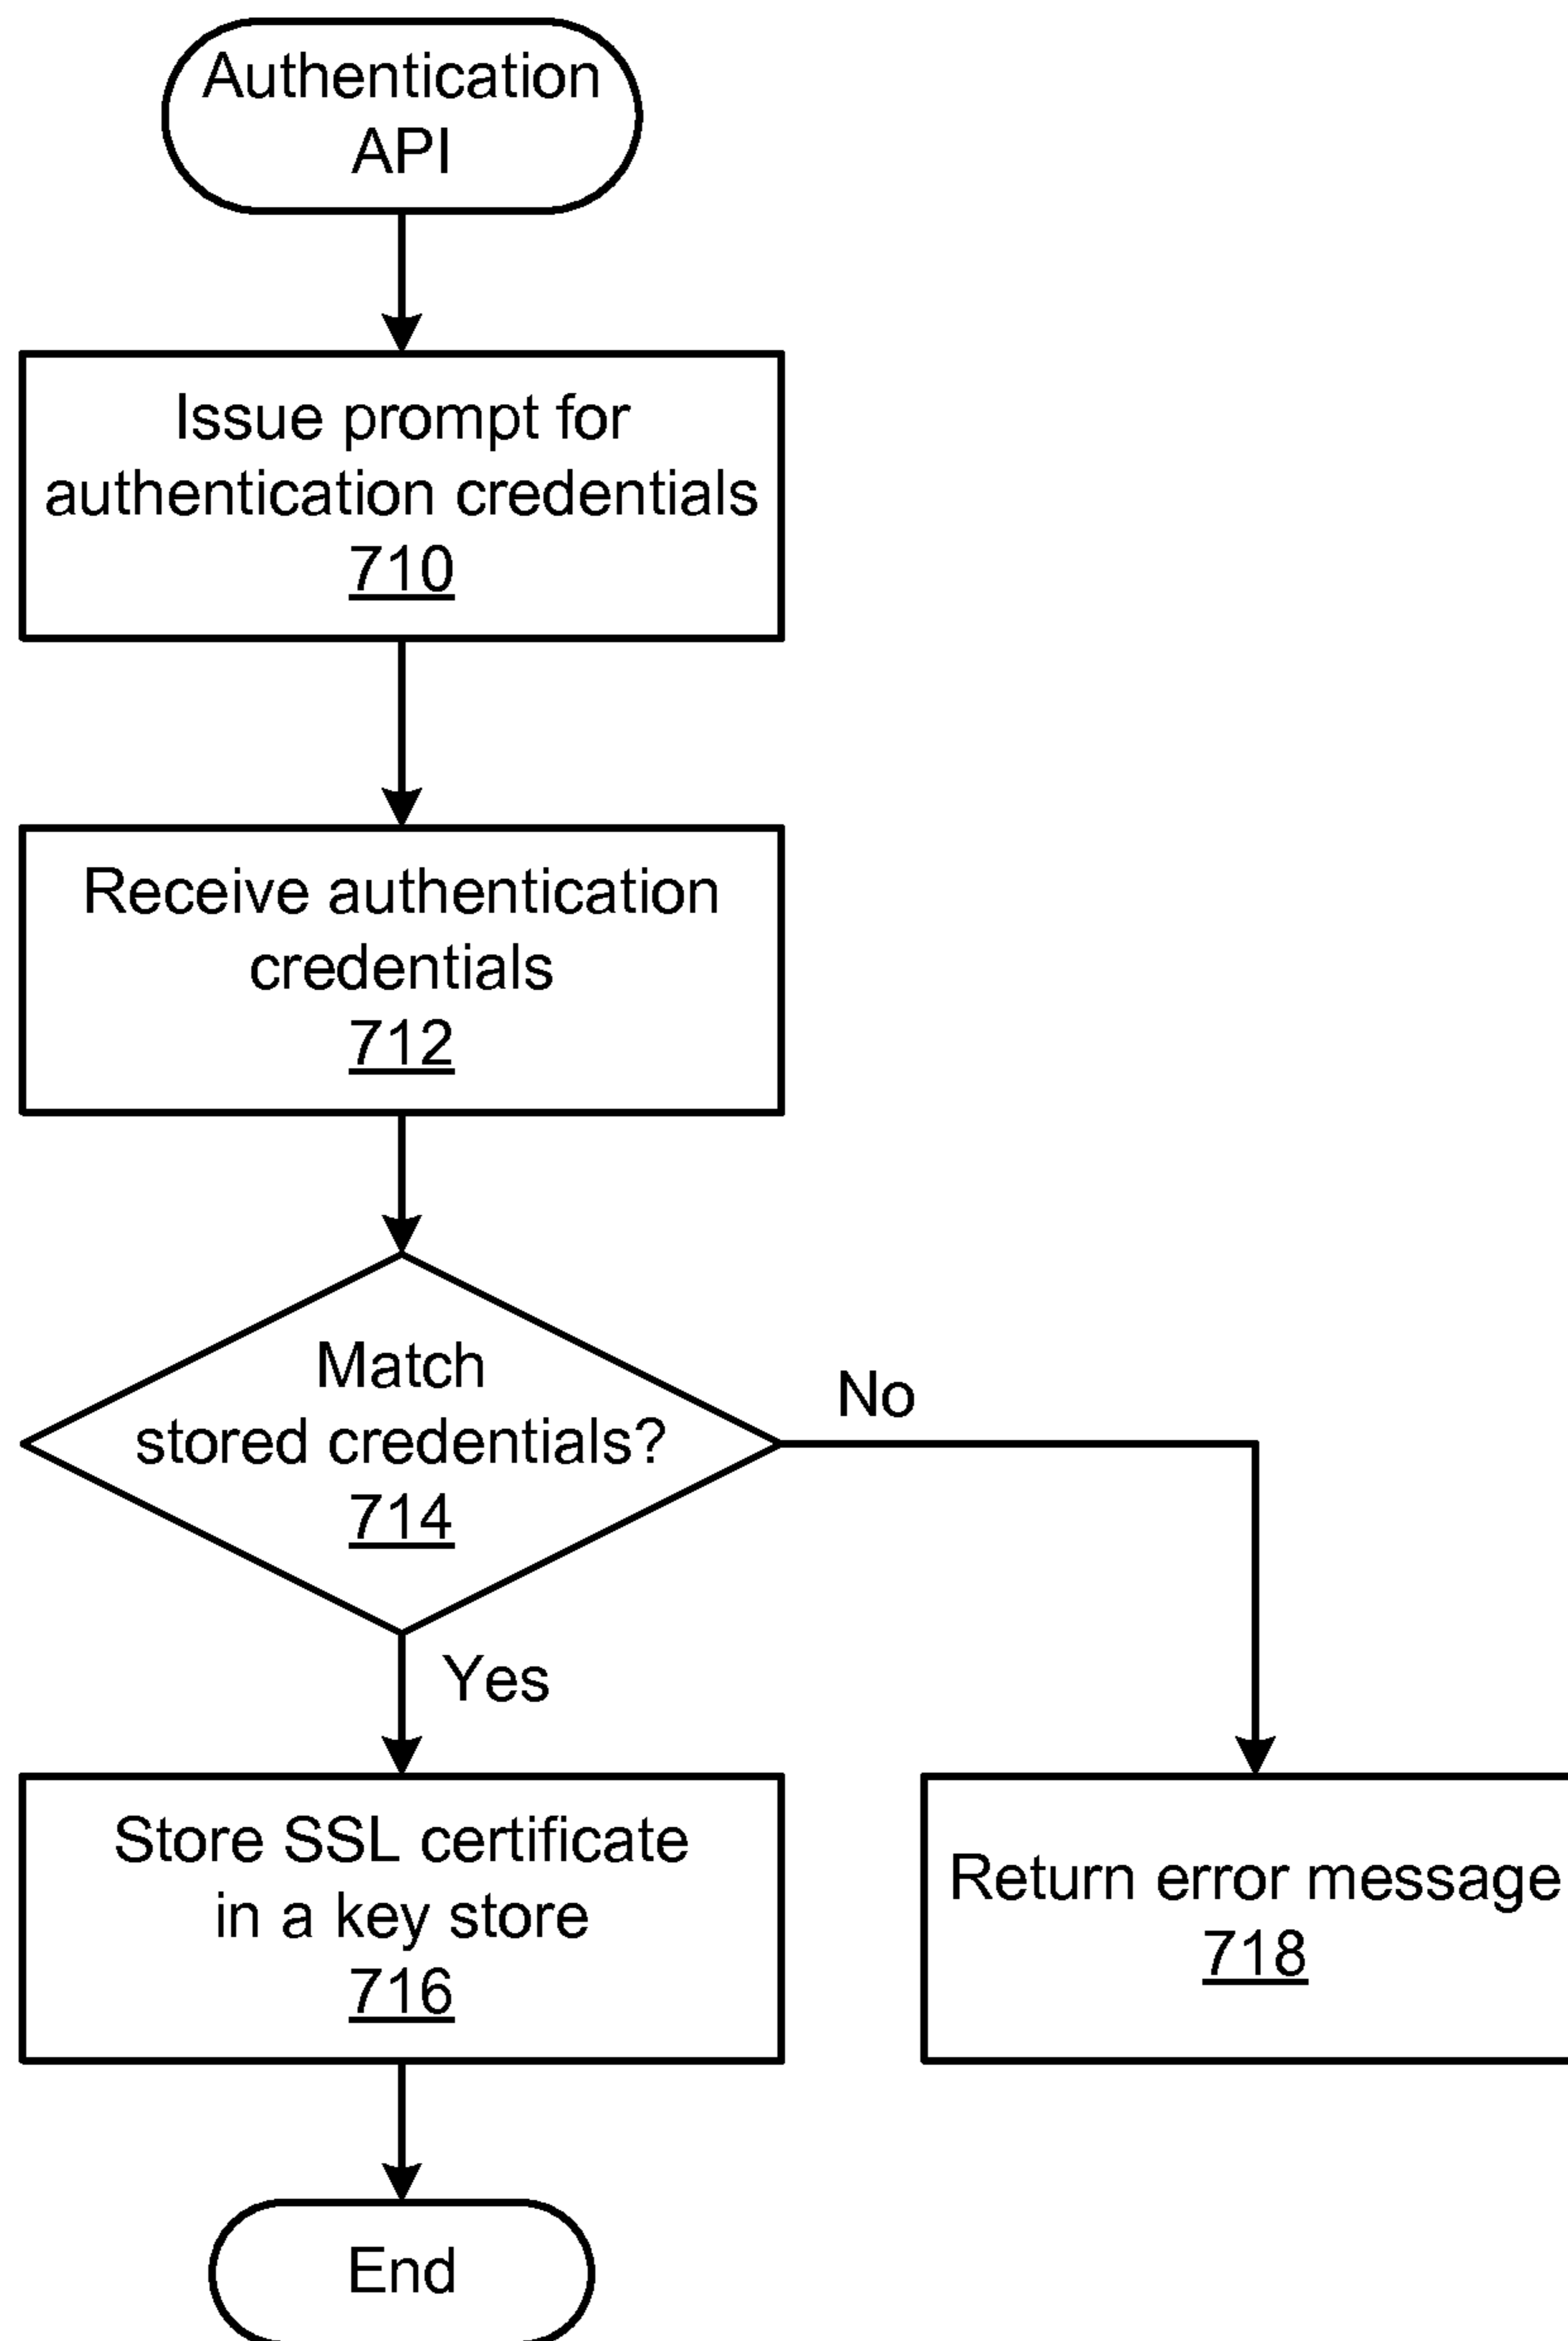 Authentication
API
Issue prompt for
authentication credentials
710
Receive authentication
credentials
712
Match
stored credentials?
714
No
Yes
Store SSL certificate
in a key store
716
Return error message
718
End